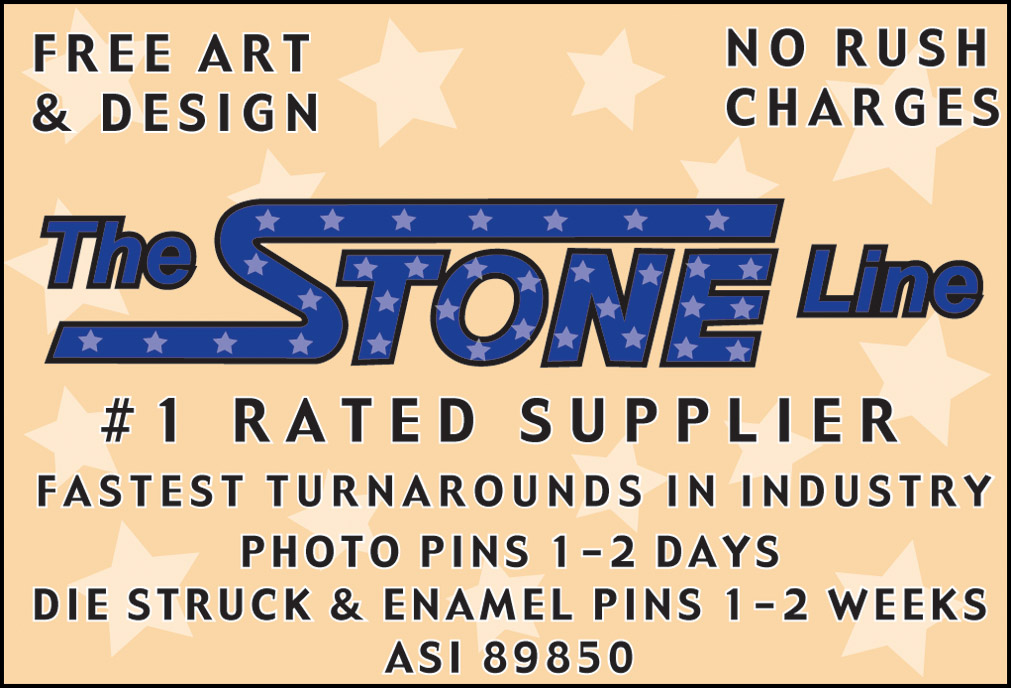 FREE ART
& DESIGN
NO RUSH
CHARGES
The STONE Line
#1 RATED SUPPLIER
FASTEST TURNAROUNDS IN INDUSTRY
PHOTO PINS 1-2 DAYS
DIE STRUCK & ENAMEL PINS 1-2 WEEKS
ASI 89850